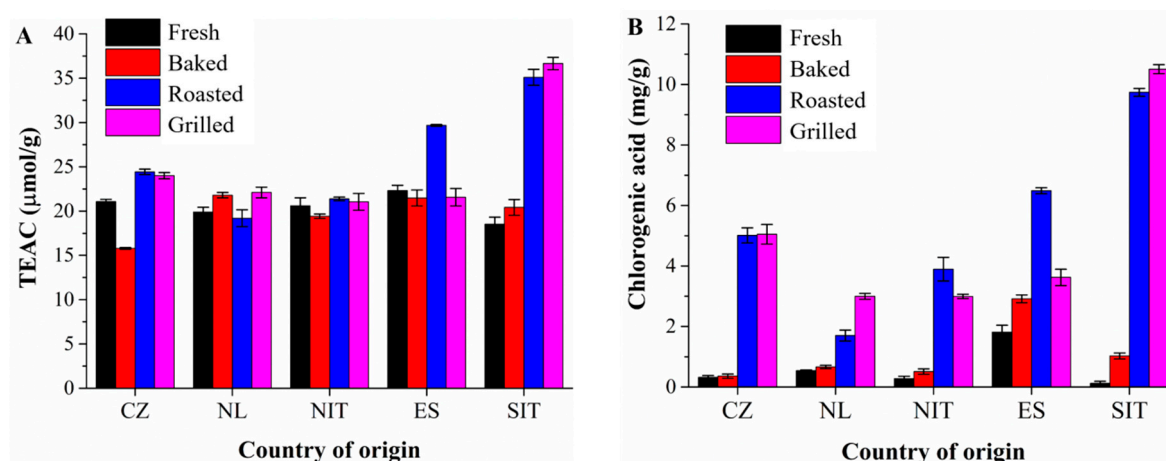 A
Fresh
Baked
Roasted
Grilled
TEAC (μmol/g)
40
35
30
25
20
15
10
5
0
CZ NL NIT ES SIT
Country of origin
B
Fresh
Baked
Roasted
Grilled
Chlorogenic acid (mg/g)
12
10
8
6
4
2
0
CZ NL NIT ES SIT
Country of origin